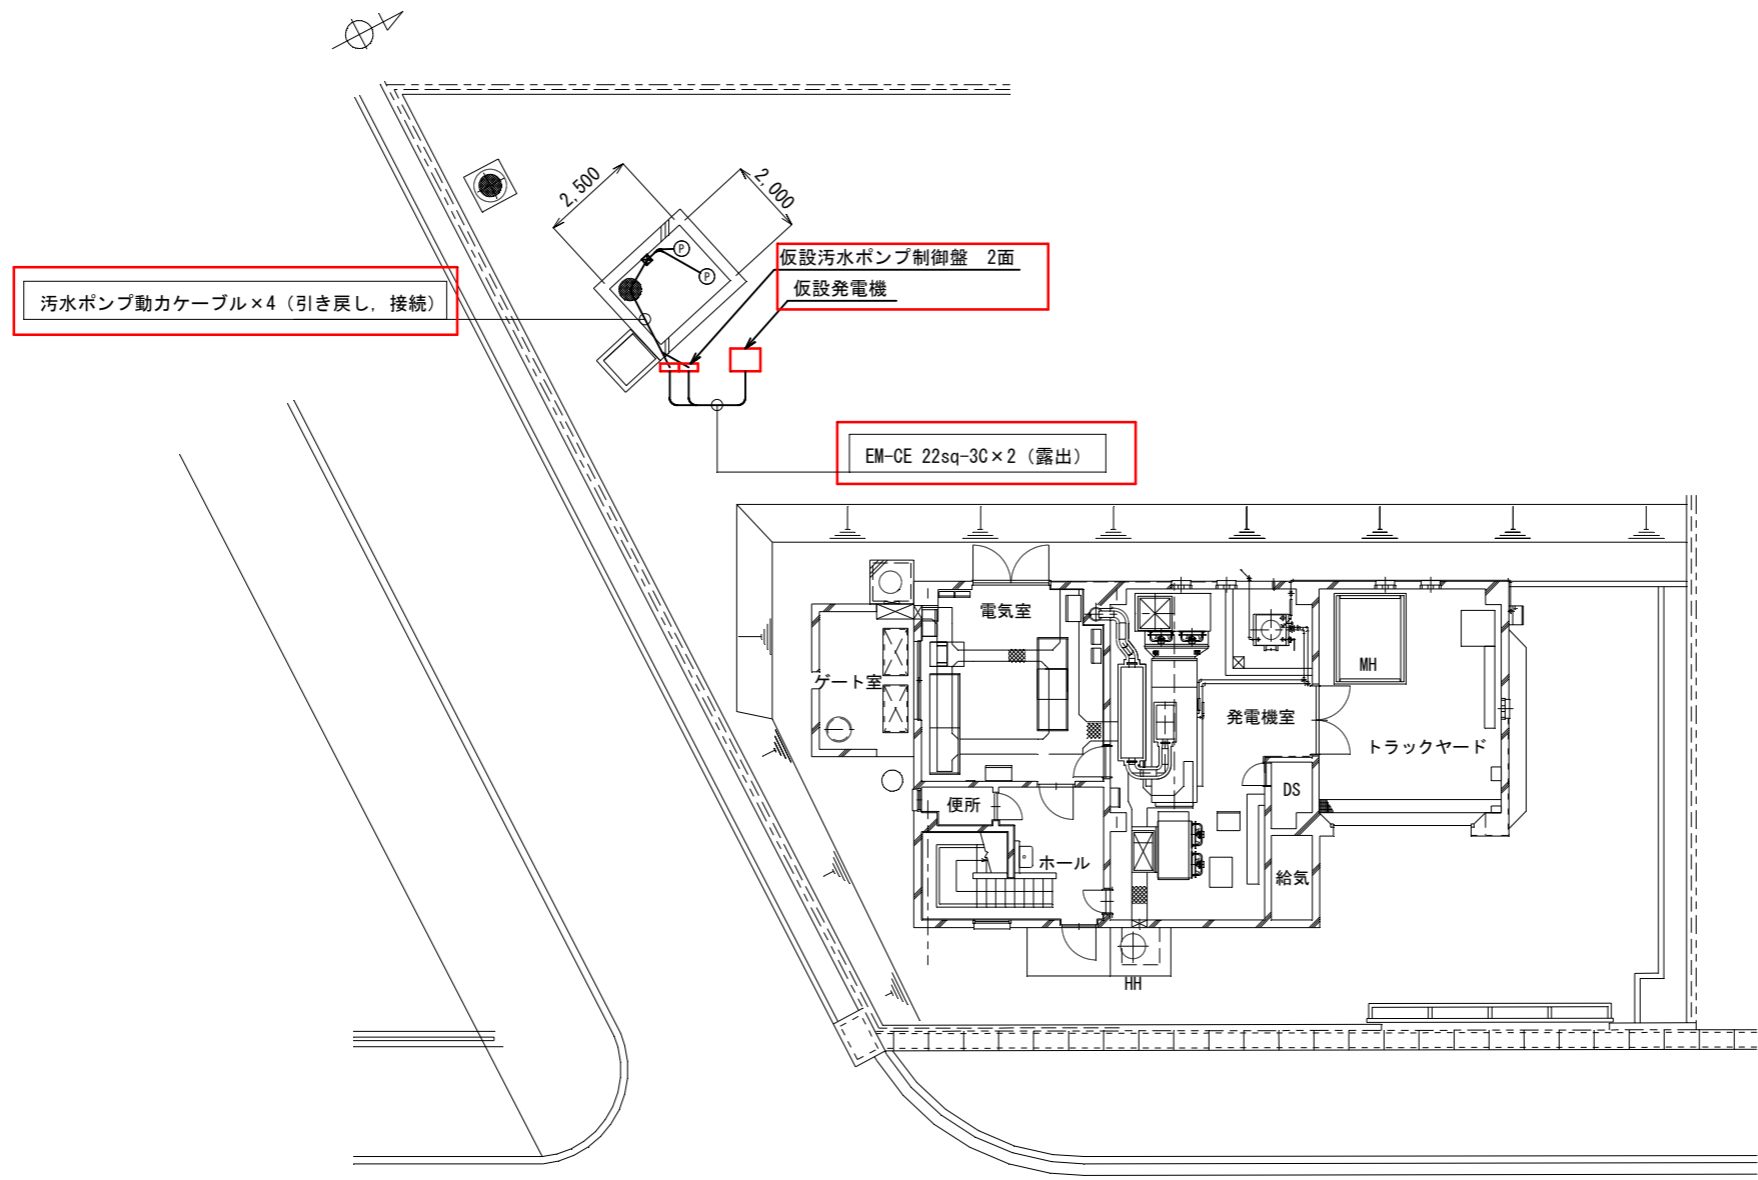 2,500
2,000
仮設汚水ポンプ制御盤　2面
仮設発電機
汚水ポンプ動力ケーブル×4（引き戻し，接続）
P
P
EM-CE 22sq-3C×2（露出）
電気室
ゲート室
MH
発電機室
トラックヤード
DS
便所
ホール
給気
HH